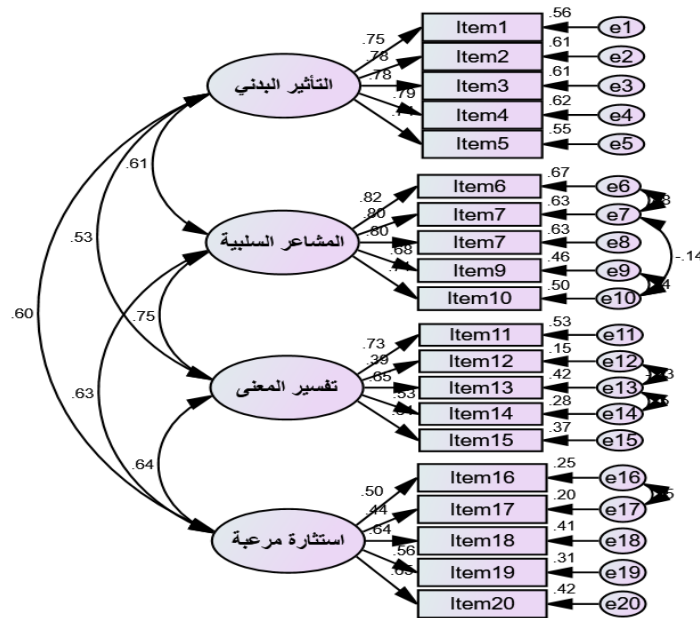 .56
.75
Item1
e1
.78
.61
Item2
e2
.78
.61
Item3
e3
التأثير البدني
.79
.62
Item4
e4
.55
Item5
e5
.61
.67
.82
Item6
e6
.80
.63
Item7
e7
.80
.63
Item7
e8
المشاعر السلبية
.68
.46
Item9
e9
-.14
.50
Item10
e10
.53
.60
.75
.73
.53
Item11
e11
.39
.15
Item12
e12
.65
.42
Item13
e13
تفسير المعنى
.53
.28
Item14
e14
.37
Item15
e15
.63
.64
.50
.25
Item16
e16
.44
.20
Item17
e17
.64
.41
Item18
e18
استثارة مرعبة
.56
.31
Item19
e19
.42
Item20
e20